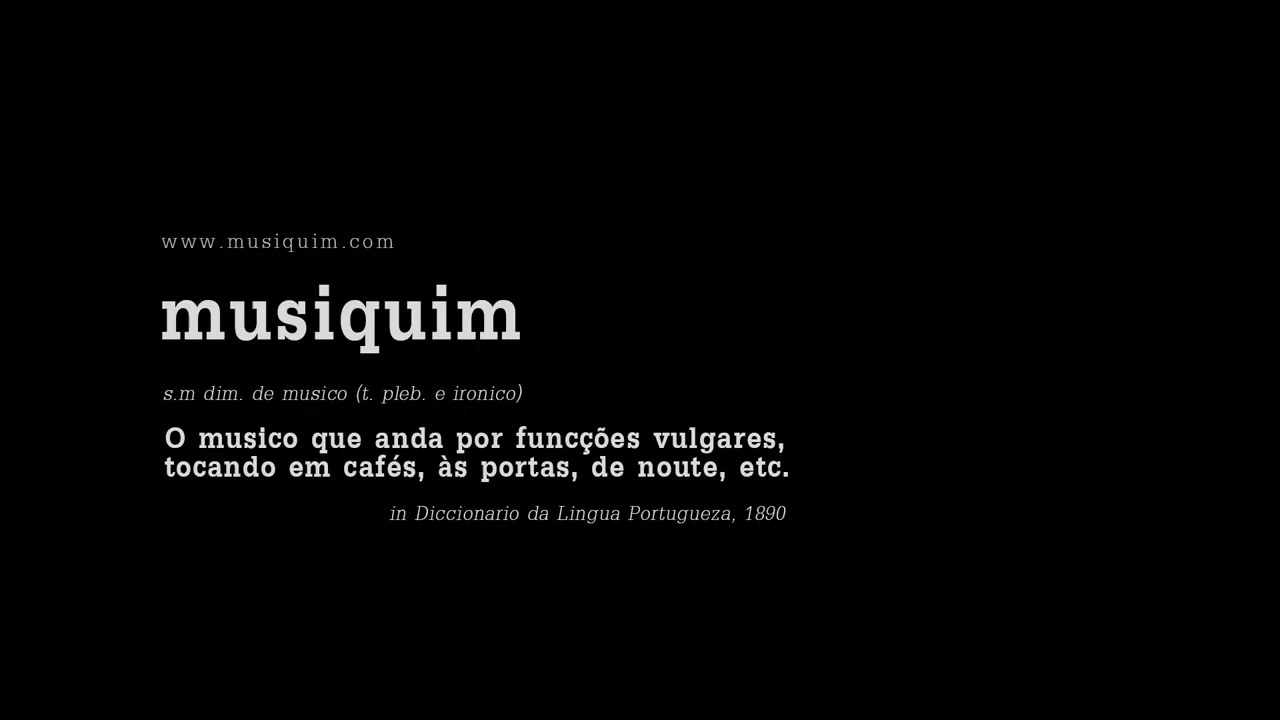 www.musiquim.com
musiquim
s.m dim. de musico (t. pleb. e ironico)
O musico que anda por funcções vulgares,
tocando em cafés, às portas, de noute, etc.
in Diccionario da Lingua Portugueza, 1890